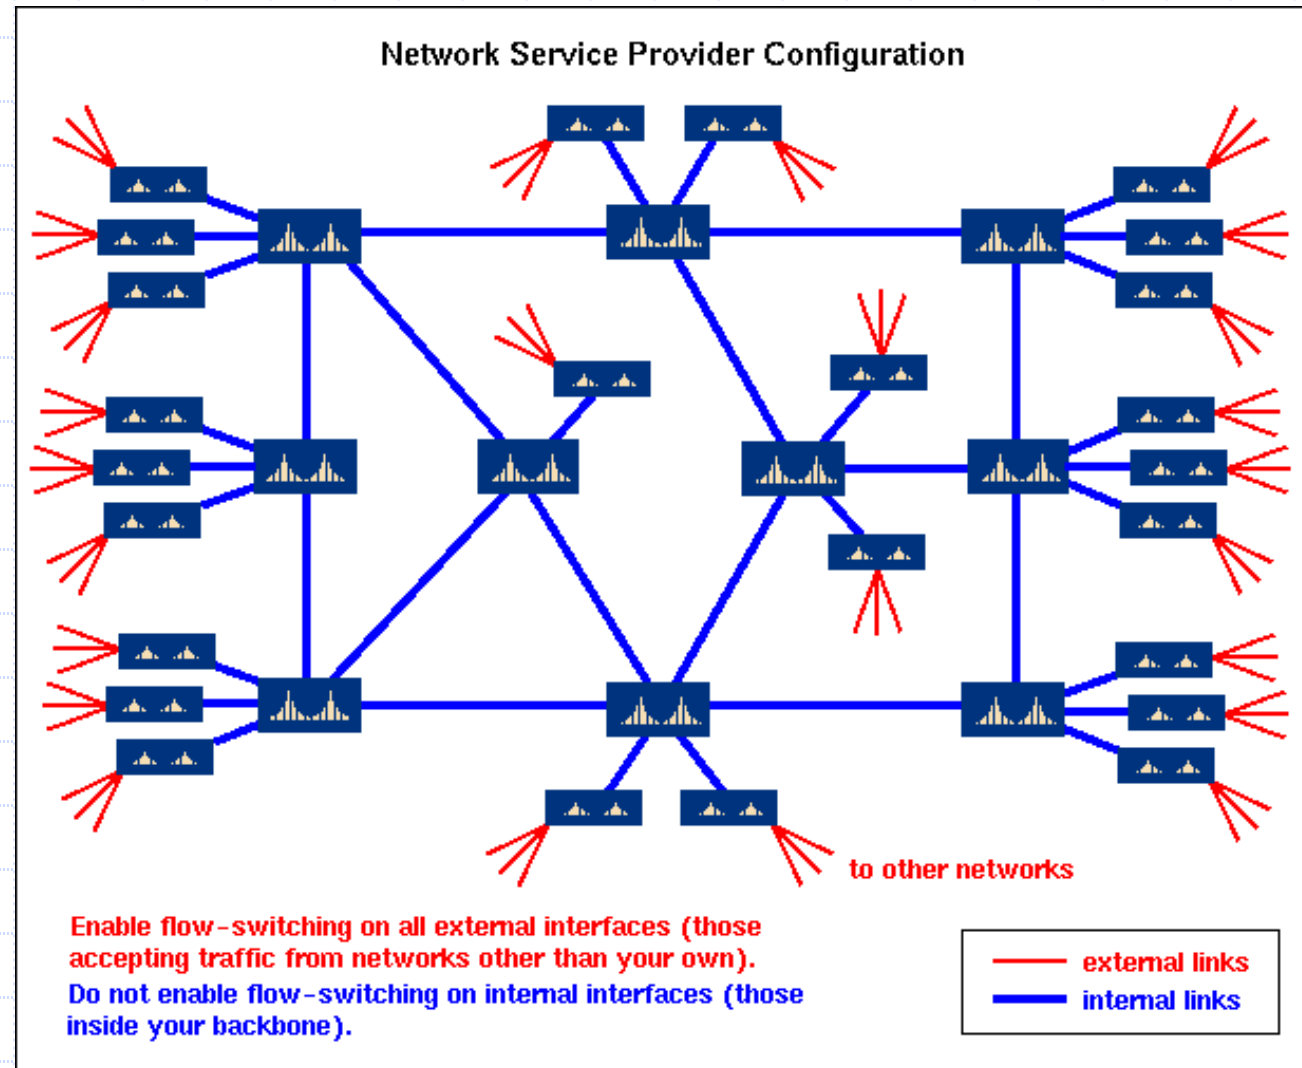 Network Service Provider Configuration
to other networks
Enable flow-switching on all external interfaces (those
accepting traffic from networks other than your own).
Do not enable flow-switching on internal interfaces (those
inside your backbone).
external links
internal links